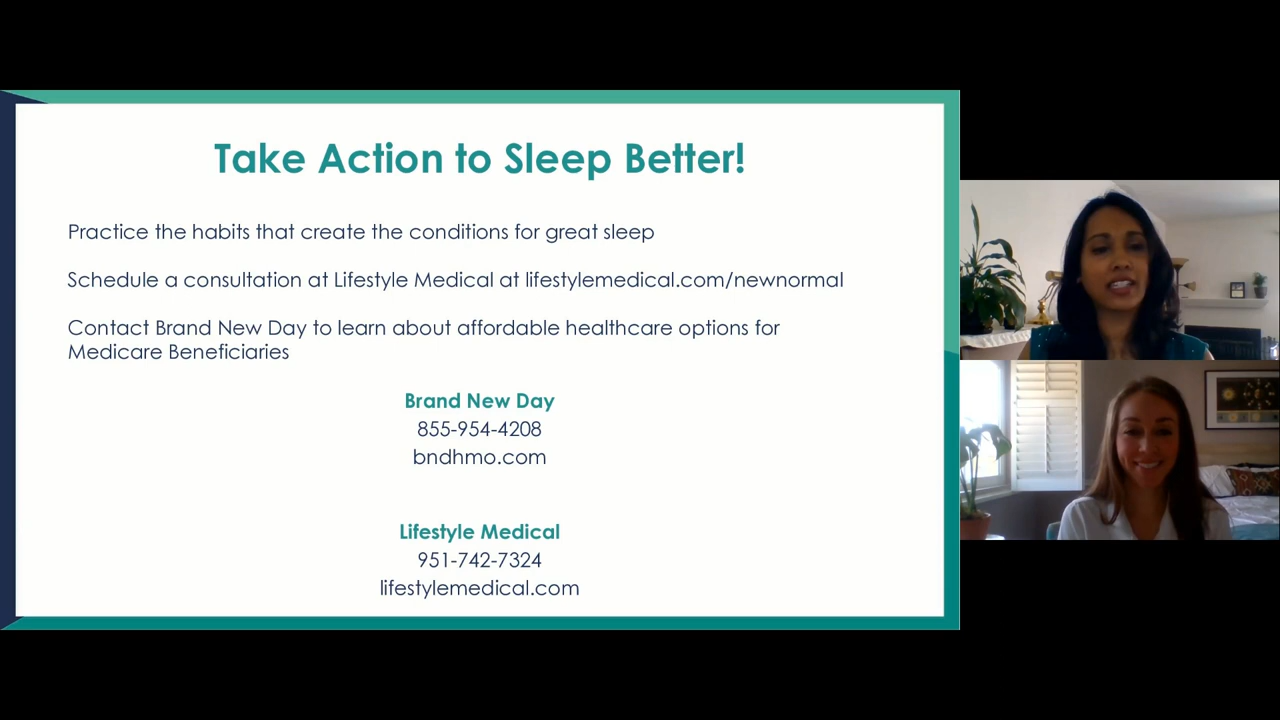 Take Action to Sleep Better!
Practice the habits that create the conditions for great sleep
Schedule a consultation at Lifestyle Medical at lifestylemedical.com/newnormal
Contact Brand New Day to learn about affordable healthcare options for
Medicare Beneficiaries
Brand New Day
855-954-4208
bndhmo.com
Lifestyle Medical
951-742-7324
lifestylemedical.com